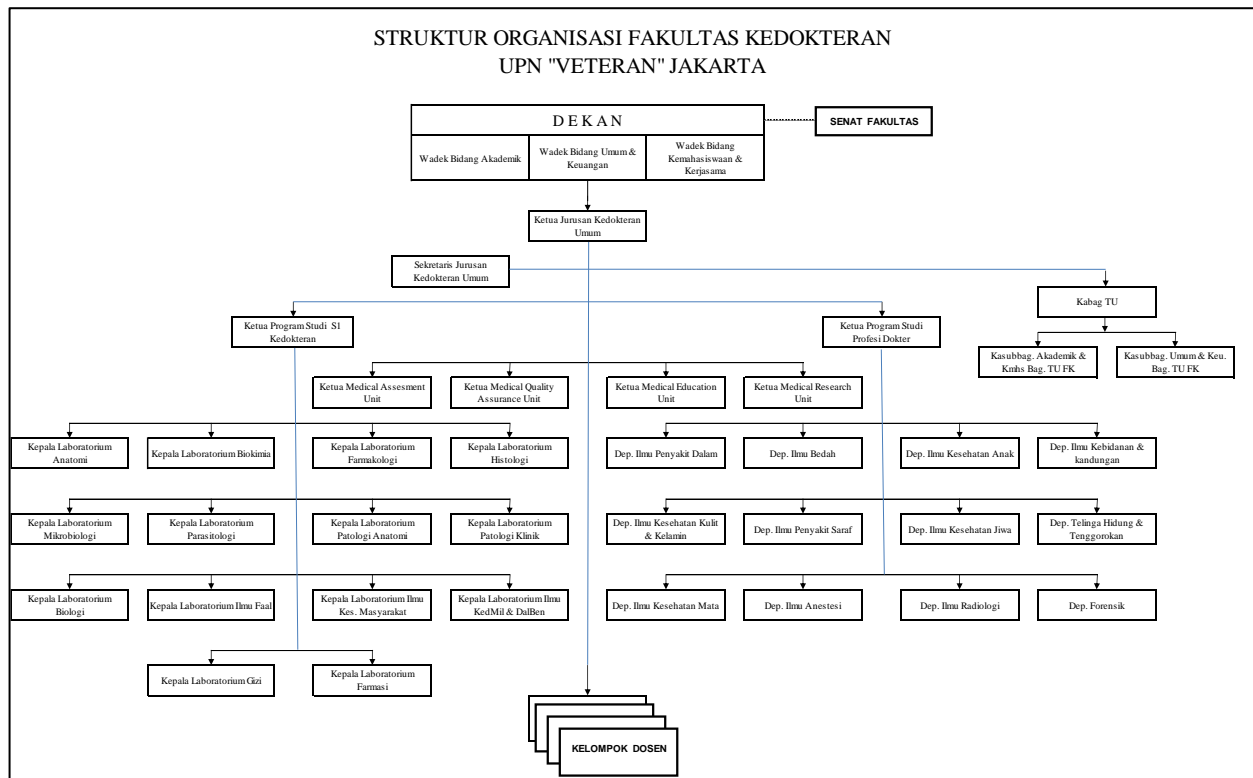 STRUKTUR ORGANISASI FAKULTAS KEDOKTERAN
UPN "VETERAN" JAKARTA
D E K A N
SENAT FAKULTAS
Wadek Bidang Akademik
Wadek Bidang Umum &
Keuangan
Wadek Bidang
Kemahasiswaan &
Kerjasama
Ketua Jurusan Kedokteran
Umum
Sekretaris Jurusan
Kedokteran Umum
Kabag TU
Ketua Program Studi S1
Kedokteran
Ketua Program Studi
Profesi Dokter
Kasubbag. Akademik &
Kmhs Bag. TU FK
Kasubbag. Umum & Keu.
Bag. TU FK
Ketua Medical Assesment
Unit
Ketua Medical Quality
Assurance Unit
Ketua Medical Education
Unit
Ketua Medical Research
Unit
Kepala Laboratorium
Anatomi
Kepala Laboratorium Biokimia
Kepala Laboratorium
Farmakologi
Kepala Laboratorium
Histologi
Dep. Ilmu Penyakit Dalam
Dep. Ilmu Bedah
Dep. Ilmu Kesehatan Anak
Dep. Ilmu Kebidanan &
kandungan
Kepala Laboratorium
Mikrobiologi
Kepala Laboratorium
Parasitologi
Kepala Laboratorium
Patologi Anatomi
Kepala Laboratorium
Patologi Klinik
Dep. Ilmu Kesehatan Kulit
& Kelamin
Dep. Ilmu Penyakit Saraf
Dep. Ilmu Kesehatan Jiwa
Dep. Telinga Hidung &
Tenggorokan
Kepala Laboratorium
Biologi
Kepala Laboratorium Ilmu Faal
Kepala Laboratorium Ilmu
Kes. Masyarakat
Kepala Laboratorium Ilmu
KedMil & DalBen
Dep. Ilmu Kesehatan Mata
Dep. Ilmu Anestesi
Dep. Ilmu Radiologi
Dep. Forensik
Kepala Laboratorium Gizi
Kepala Laboratorium
Farmasi
KELOMPOK DOSEN